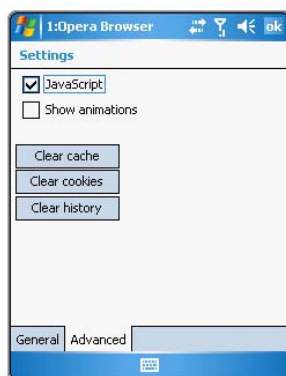 1:Opera Browser ok
Settings
JavaScript
Show animations
Clear cache
Clear cookies
Clear history
General Advanced